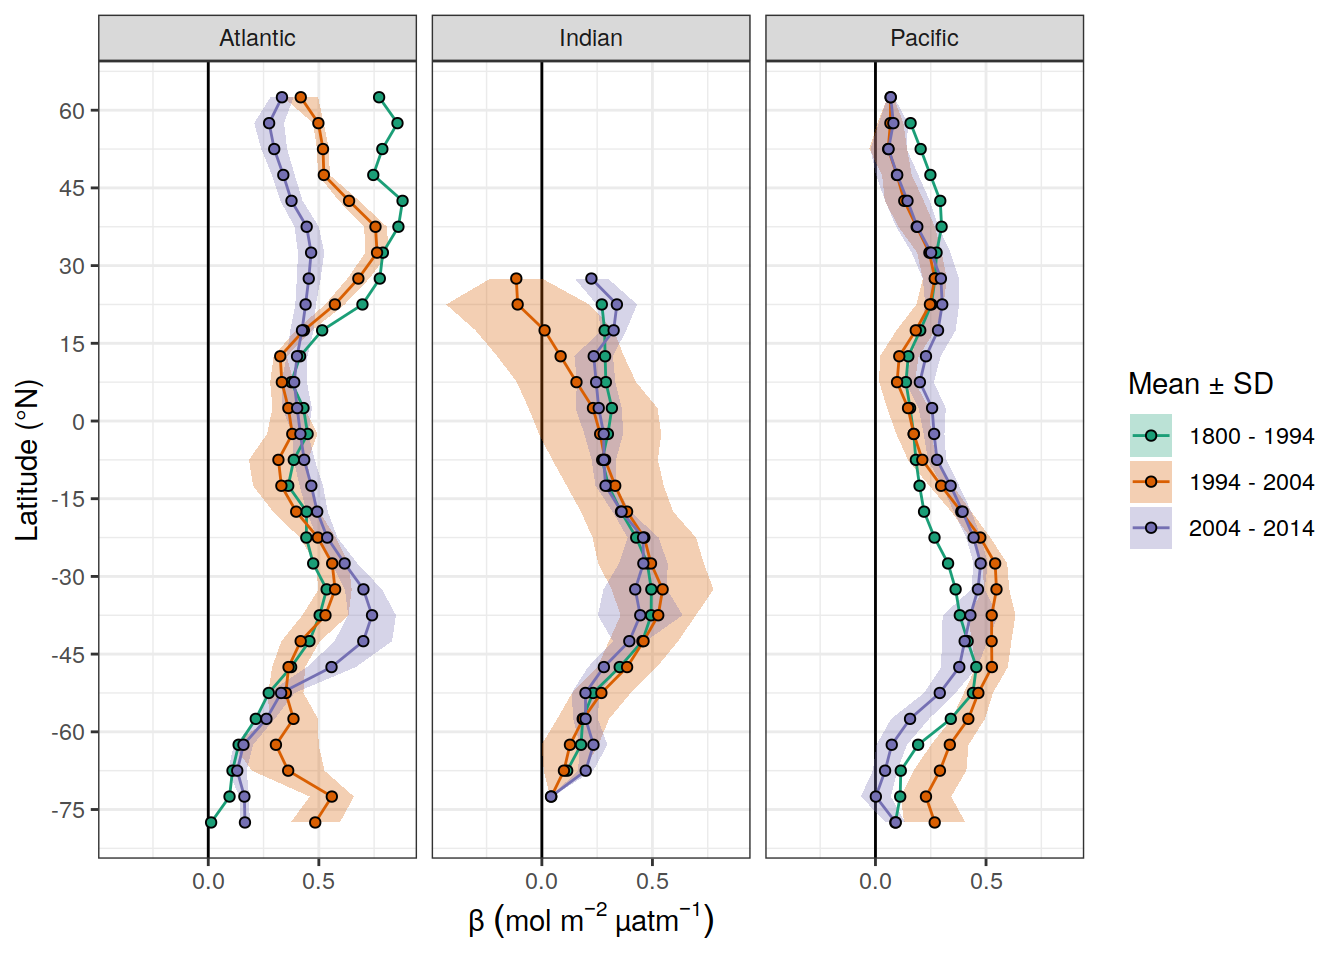 Atlantic Indian Pacific
60
45
30
15
0
-15
-30
-45
-60
-75
Latitude (°N)
0.0 0.5 0.0 0.5 0.0 0.5
β (mol m⁻² µatm⁻¹)
Mean ± SD
1800 - 1994
1994 - 2004
2004 - 2014